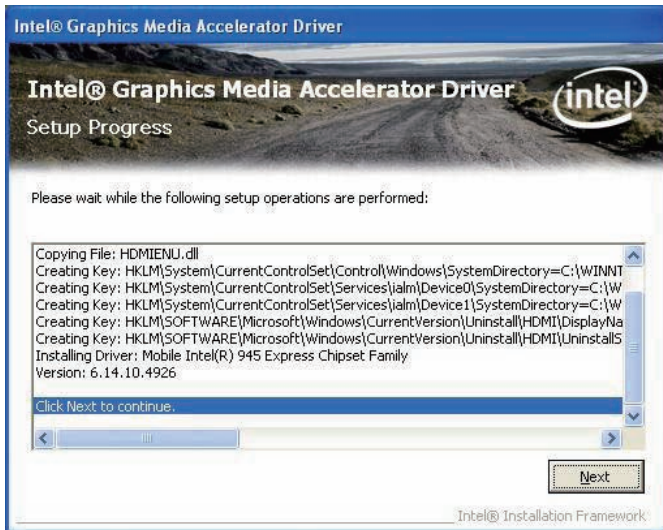 Intel® Graphics Media Accelerator Driver
Intel® Graphics Media Accelerator Driver
intel
Setup Progress
Please wait while the following setup operations are performed:
Copying File: HDMIENU.dll
Creating Key: HKLM\System\CurrentControlSet\Control\Windows\SystemDirectory=C:\WINNT
Creating Key: HKLM\System\CurrentControlSet\Services\ialm\Device0\SystemDirectory=C:\W
Creating Key: HKLM\System\CurrentControlSet\Services\ialm\Device1\SystemDirectory=C:\W
Creating Key: HKLM\SOFTWARE\Microsoft\Windows\CurrentVersion\Uninstall\HDMI\DisplayNa
Creating Key: HKLM\SOFTWARE\Microsoft\Windows\CurrentVersion\Uninstall\HDMI\UninstallS
Installing Driver: Mobile Intel(R) 945 Express Chipset Family
Version: 6.14.10.4926
Click Next to continue.
Next
Intel® Installation Framework